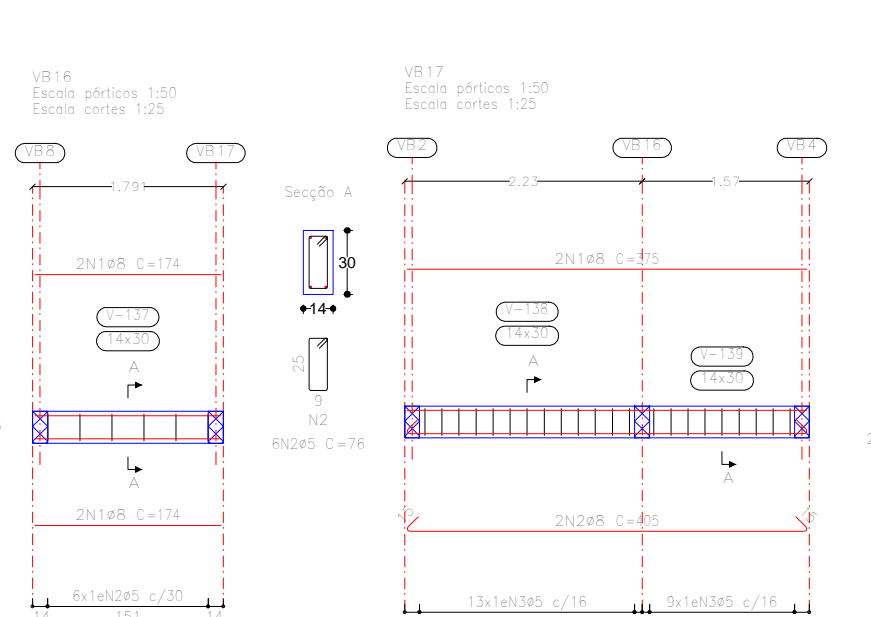 VB16
Escala pórticos 1:50
Escala cortes 1:25
VB8
VB17
1.791
2N1ø8 C=174
V-137
14x30
A
A
2N1ø8 C=174
6x1eN2ø5 c/30
14
151
14
Secção A
30
14
25
9
N2
6N2ø5 C=76
VB17
Escala pórticos 1:50
Escala cortes 1:25
VB2
VB16
VB4
2.23
1.57
2N1ø8 C=375
V-138
14x30
A
V-139
14x30
A
2N2ø8 C=405
13x1eN3ø5 c/16
9x1eN3ø5 c/16